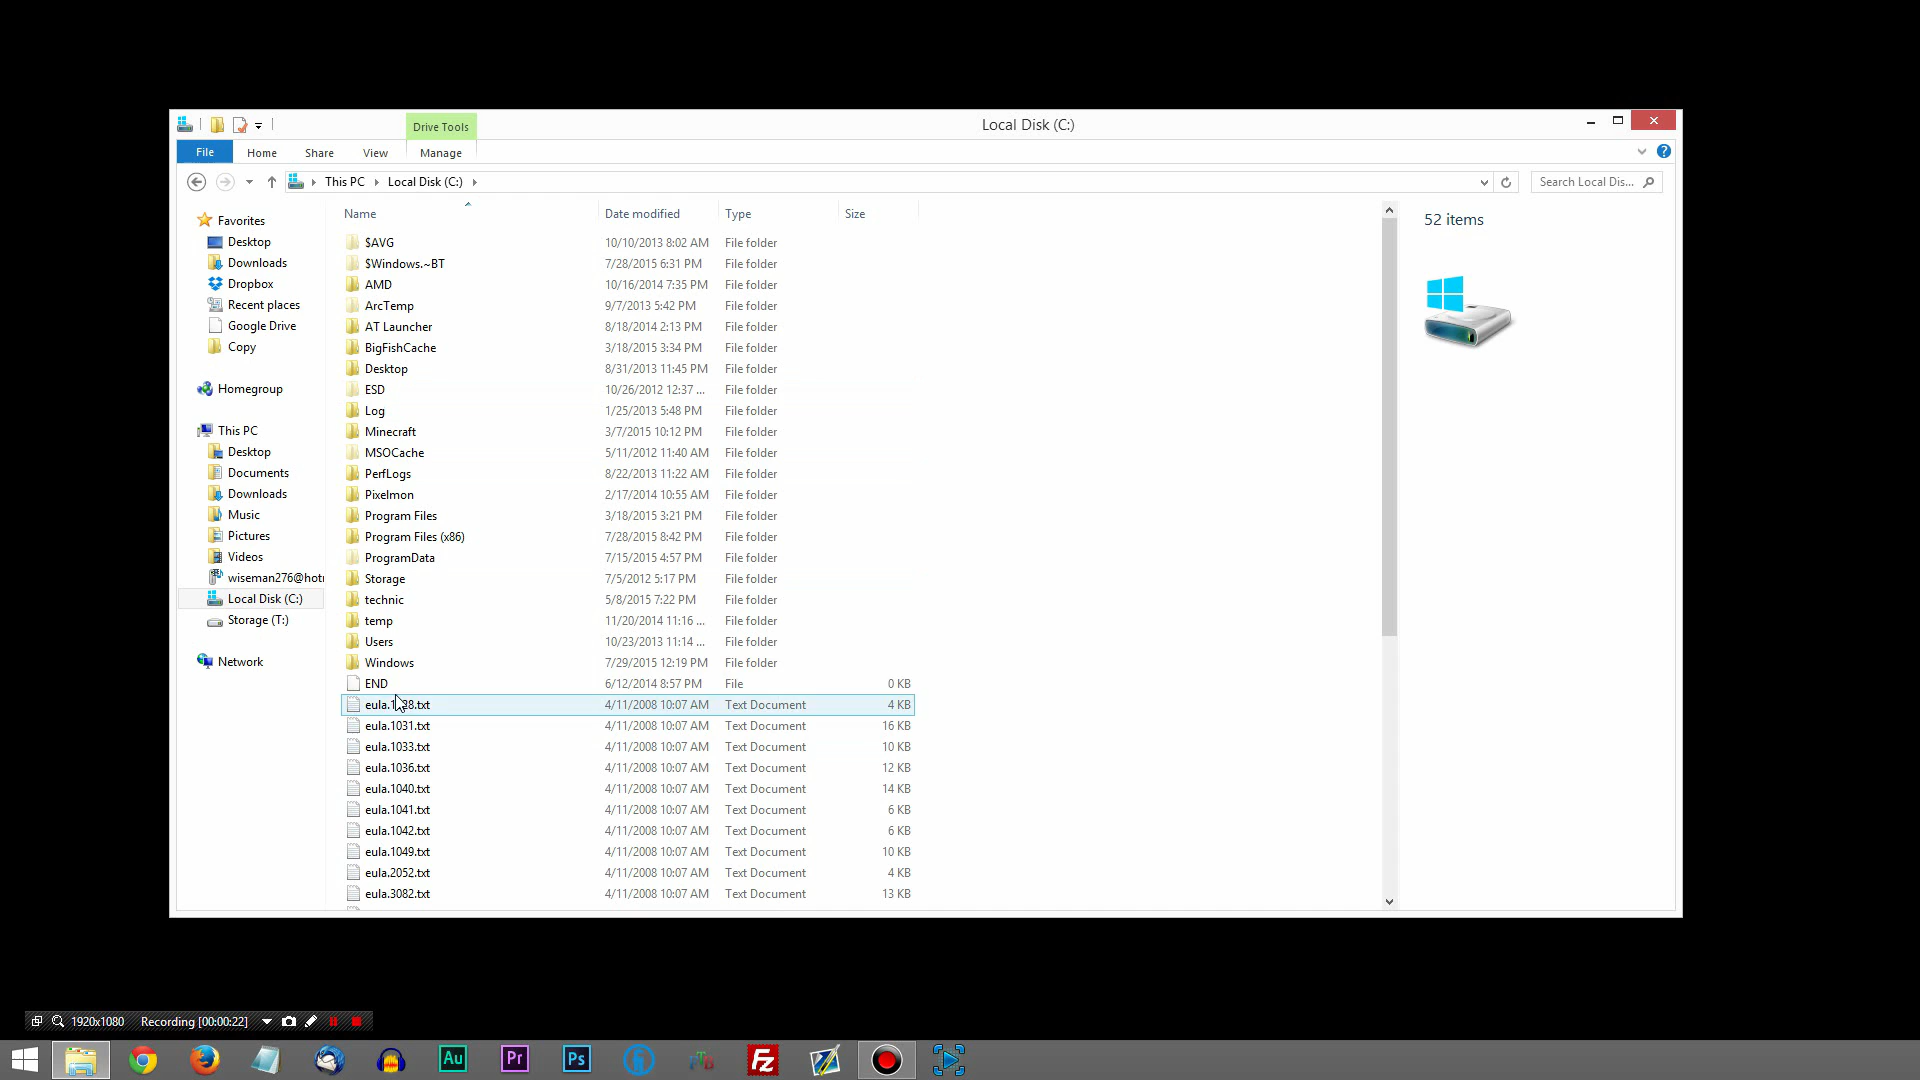 Drive Tools
Local Disk (C:)
File Home Share View Manage
This PC Local Disk (C:)
Search Local Dis...
Name Date modified Type Size
52 items
Favorites
Desktop
Downloads
Dropbox
Recent places
Google Drive
Copy
Homegroup
This PC
Desktop
Documents
Downloads
Music
Pictures
Videos
wiseman276@hotm
Local Disk (C:)
Storage (T:)
Network
$AVG 10/10/2013 8:02 AM File folder
$Windows.~BT 7/28/2015 6:31 PM File folder
AMD 10/16/2014 7:35 PM File folder
ArcTemp 9/7/2013 5:42 PM File folder
AT Launcher 8/18/2014 2:13 PM File folder
BigFishCache 3/18/2015 3:34 PM File folder
Desktop 8/31/2013 11:45 PM File folder
ESD 10/26/2012 12:37 ... File folder
Log 1/25/2013 5:48 PM File folder
Minecraft 3/7/2015 10:12 PM File folder
MSOCache 5/11/2012 11:40 AM File folder
PerfLogs 8/22/2013 11:22 AM File folder
Pixelmon 2/17/2014 10:55 AM File folder
Program Files 3/18/2015 3:21 PM File folder
Program Files (x86) 7/28/2015 8:42 PM File folder
ProgramData 7/15/2015 4:57 PM File folder
Storage 7/5/2012 5:17 PM File folder
technic 5/8/2015 7:22 PM File folder
temp 11/20/2014 11:16 ... File folder
Users 10/23/2013 11:14 ... File folder
Windows 7/29/2015 12:19 PM File folder
END 6/12/2014 8:57 PM File 0 KB
4/11/2008 10:07 AM Text Document 4 KB
eula.1031.txt 4/11/2008 10:07 AM Text Document 16 KB
eula.1033.txt 4/11/2008 10:07 AM Text Document 10 KB
eula.1036.txt 4/11/2008 10:07 AM Text Document 12 KB
eula.1040.txt 4/11/2008 10:07 AM Text Document 14 KB
eula.1041.txt 4/11/2008 10:07 AM Text Document 6 KB
eula.1042.txt 4/11/2008 10:07 AM Text Document 6 KB
eula.1049.txt 4/11/2008 10:07 AM Text Document 10 KB
eula.2052.txt 4/11/2008 10:07 AM Text Document 4 KB
eula.3082.txt 4/11/2008 10:07 AM Text Document 13 KB
1920x1080 Recording [00:00:22]
Au Pr Ps Fz